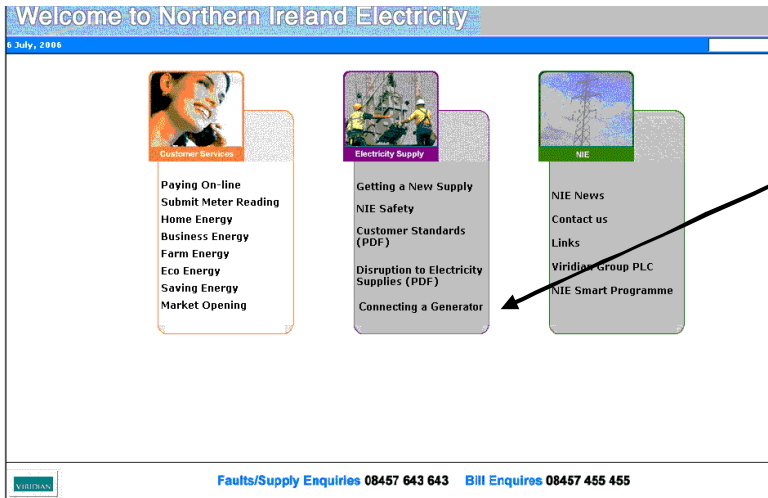 Welcome to Northern Ireland Electricity
6 July, 2006
Customer Services
Paying On-line
Submit Meter Reading
Home Energy
Business Energy
Farm Energy
Eco Energy
Saving Energy
Market Opening
Electricity Supply
Getting a New Supply
NIE Safety
Customer Standards
(PDF)
Disruption to Electricity
Supplies (PDF)
Connecting a Generator
NIE
NIE News
Contact us
Links
Viridian Group PLC
NIE Smart Programme
VIRIDIAN
Faults/Supply Enquiries 08457 643 643 Bill Enquires 08457 455 455